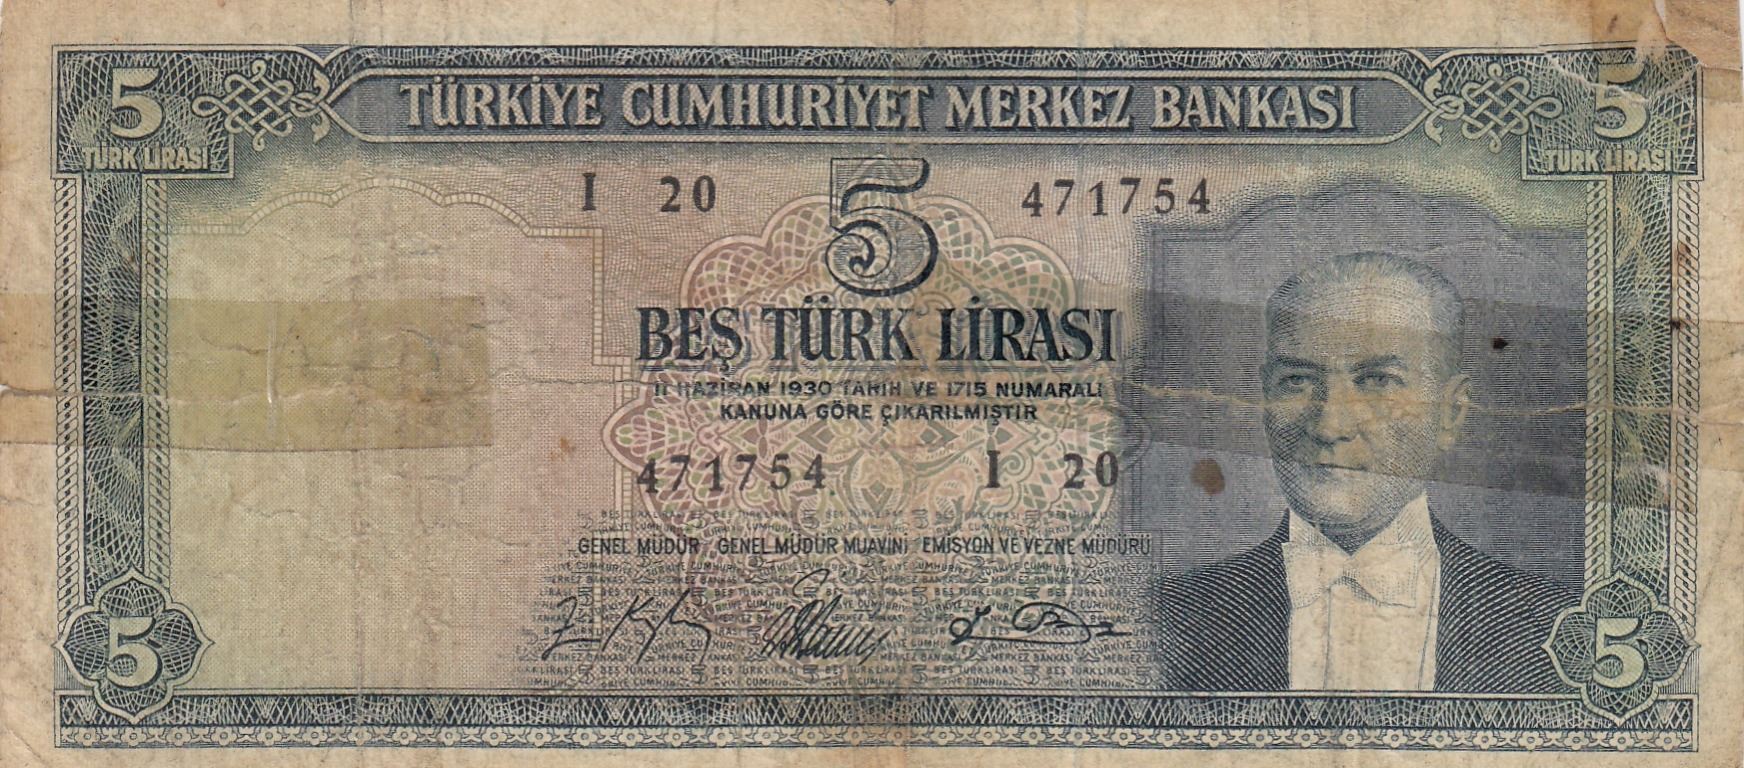 5 TÜRKİYE CUMHURİYET MERKEZ BANKASI 5
TÜRK LİRASI TÜRK LİRASI
I 20 5 471754
BEŞ TÜRK LİRASI
11 HAZİRAN 1930 TARİH VE 1715 NUMARALI
KANUNA GÖRE ÇIKARILMIŞTIR
471754 I 20
GENEL MÜDÜR GENEL MÜDÜR MUAVİNİ EMİSYON VE VEZNE MÜDÜRÜ
5 5